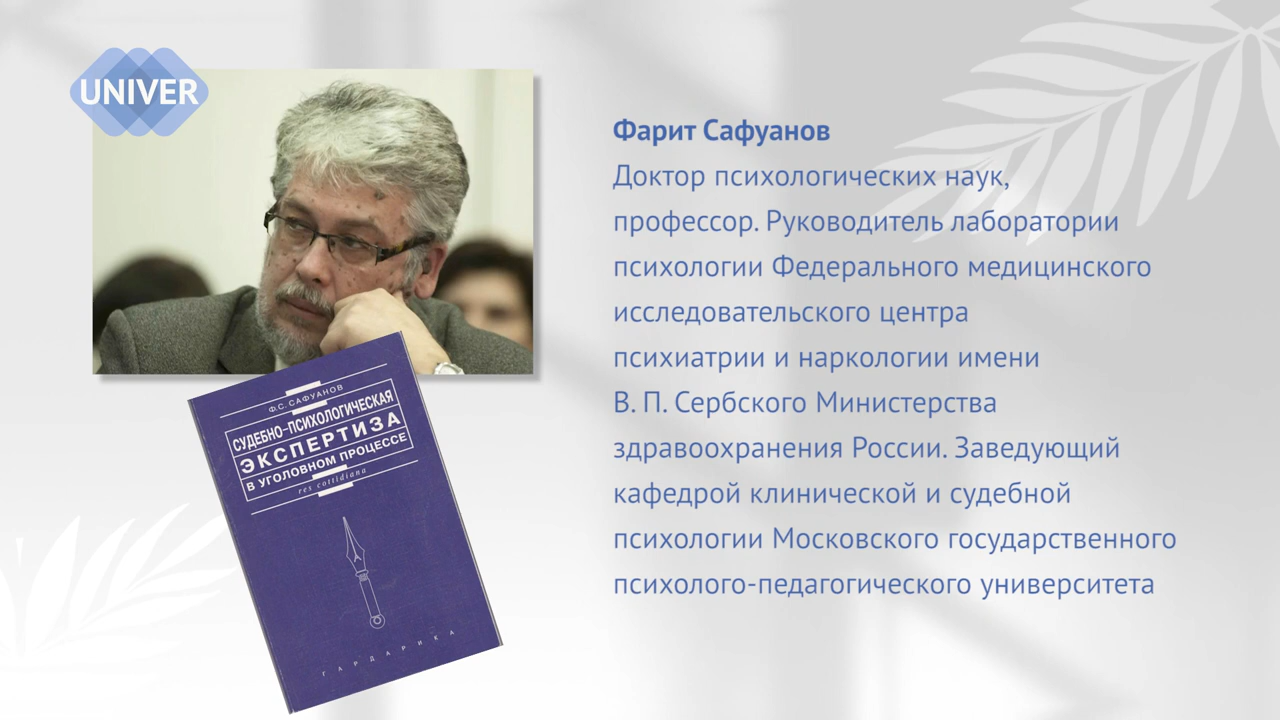 UNIVER
Фарит Сафуанов
Доктор психологических наук,
профессор. Руководитель лаборатории
психологии Федерального медицинского
исследовательского центра
психиатрии и наркологии имени
В. П. Сербского Министерства
здравоохранения России. Заведующий
кафедрой клинической и судебной
психологии Московского государственного
психолого-педагогического университета
Ф.С. САФУАНОВ
СУДЕБНО-ПСИХОЛОГИЧЕСКАЯ
ЭКСПЕРТИЗА
В УГОЛОВНОМ ПРОЦЕССЕ
res cottidiana
ГАРДАРИКА